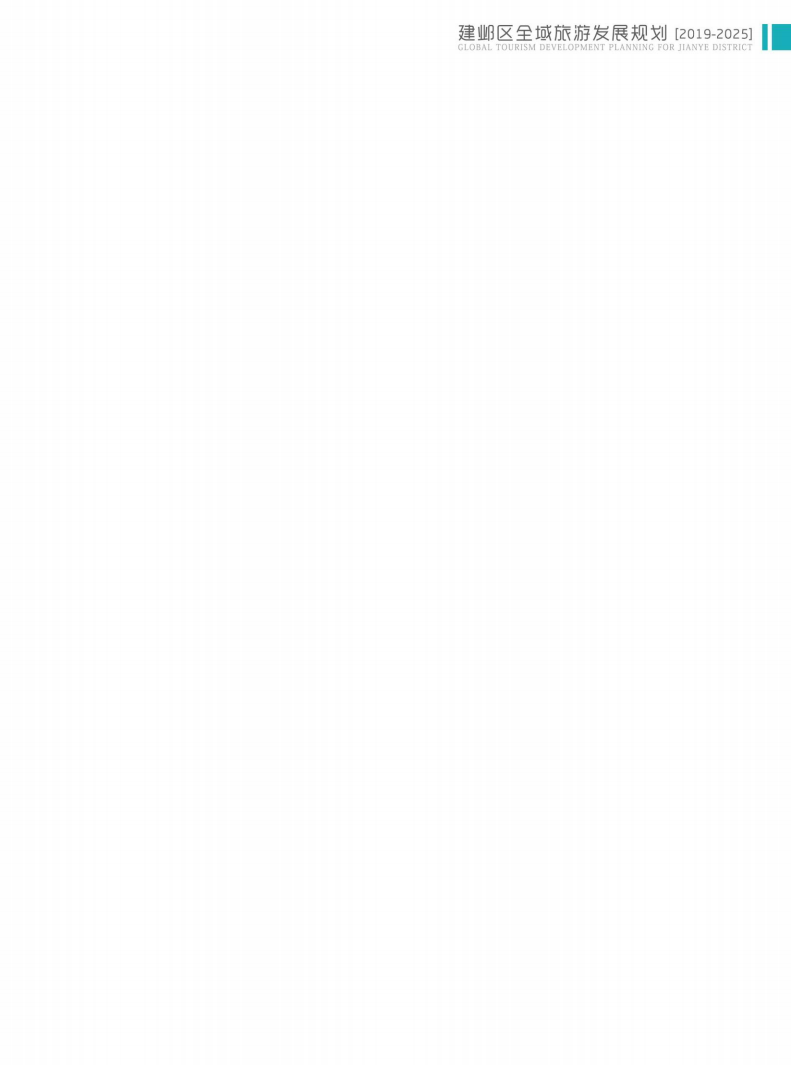 建邺区全域旅游发展规划 [2019-2025]
GLOBAL TOURISM DEVELOPMENT PLANNING FOR JIANYE DISTRICT